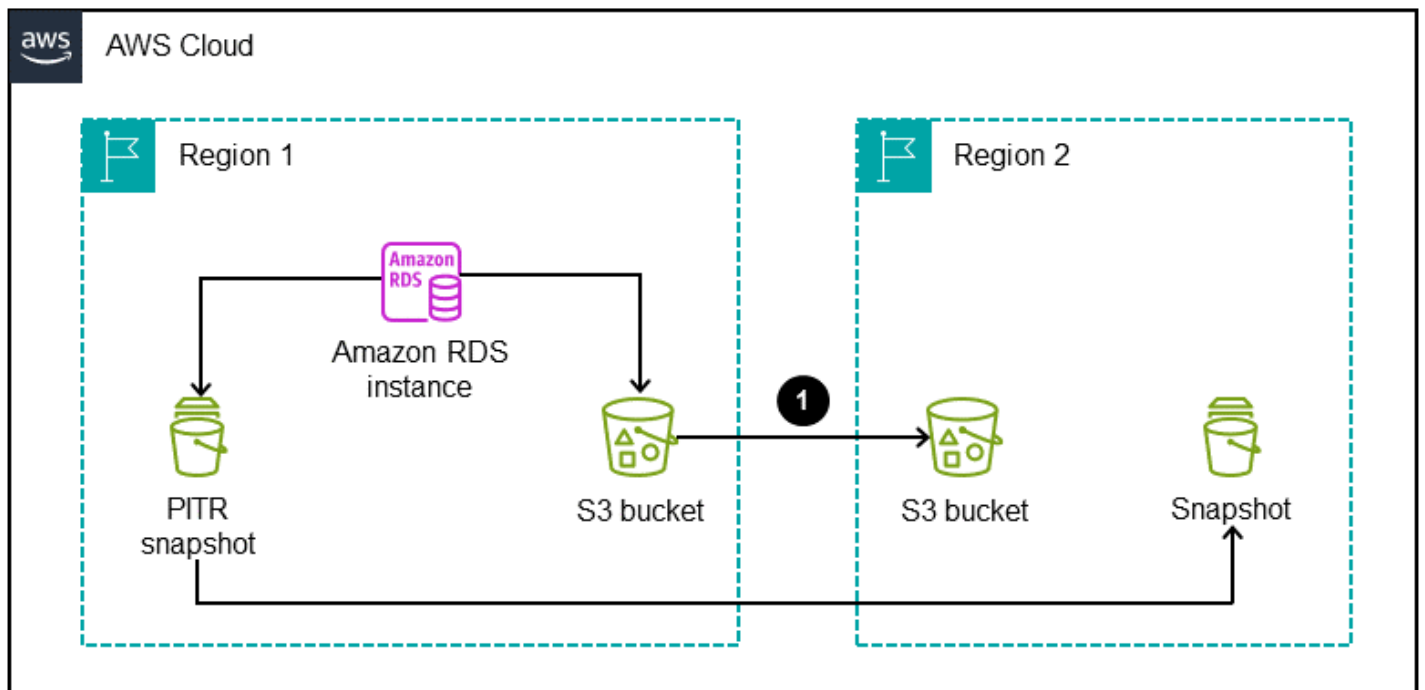 aws
AWS Cloud
Region 1
Region 2
Amazon
RDS
Amazon RDS
instance
1
PITR
snapshot
S3 bucket
S3 bucket
Snapshot